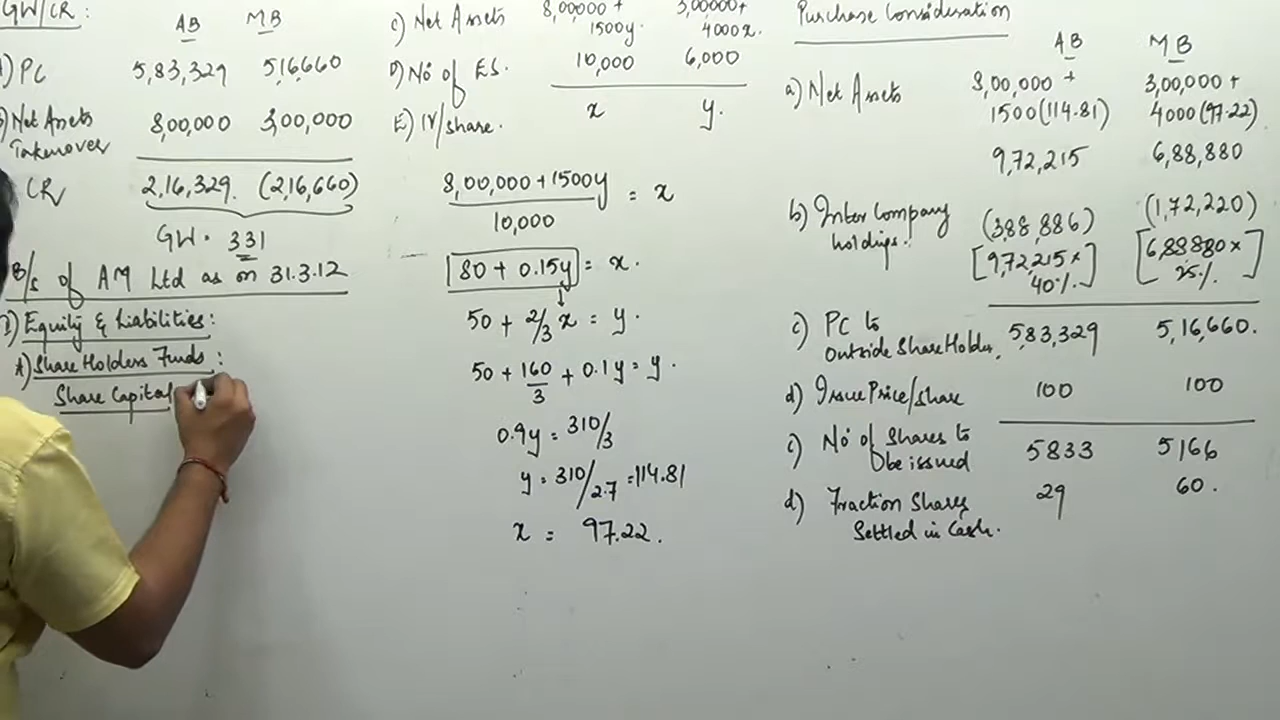 GW/CR:
AB MB
A) PC 5,83,329 5,16,660
B) Net Assets Takenover 8,00,000 3,00,000
CR 2,16,329. (216,660)
GW. 331
B/s of AM Ltd as on 31.3.12
I) Equity & Liabilities:
A) Share Holders Funds:
Share Capital
C) Net Assets 8,00,000+ 3,00,000+
1500y. 4000x.
D) No of ES. 10,000 6,000
E) IV/share. x y.
8,00,000+1500y = x
10,000
80 + 0.15y = x.
50 + 2/3 x = y.
50 + 160/3 + 0.1y = y.
0.9y = 310/3
y = 310/2.7 = 114.81
x = 97.22.
Purchase Consideration
AB MB
a) Net Assets 8,00,000 + 3,00,000 +
1500(114.81) 4000(97.22)
9,72,215 6,88,880
b) Inter Company holdings. (388,886) (1,72,220)
[9,72,215 x 40%] [6,88,880 x 25%]
c) PC to Outside Share Holder. 5,83,329 5,16,660.
d) Issue Price/share 100 100
c) No of Shares to be issued 5833 5166
d) Fraction Shares Settled in Cash. 29 60.